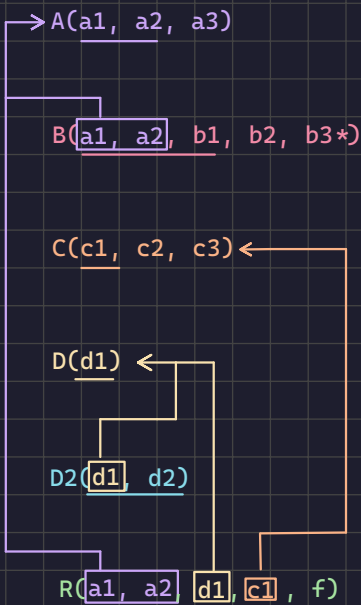 A(a1, a2, a3)
B(a1, a2, b1, b2, b3*)
C(c1, c2, c3)
D(d1)
D2(d1, d2)
R(a1, a2, d1, c1, f)